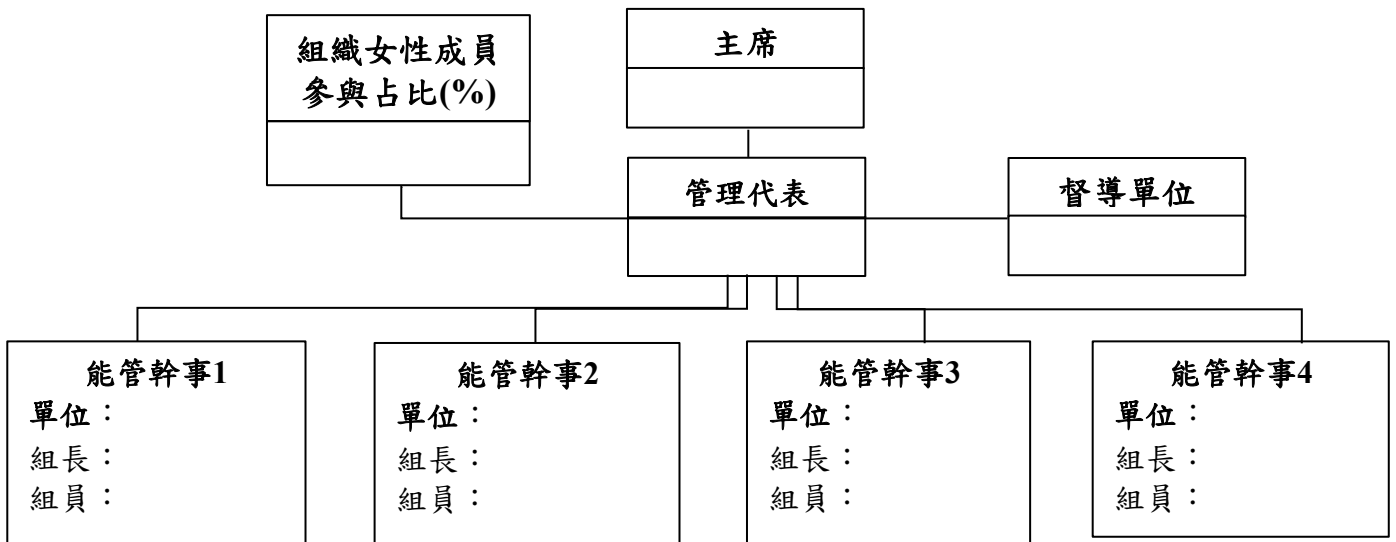 組織女性成員
參與占比(%)
主席
管理代表
督導單位
能管幹事1
單位：
組長：
組員：
能管幹事2
單位：
組長：
組員：
能管幹事3
單位：
組長：
組員：
能管幹事4
單位：
組長：
組員：